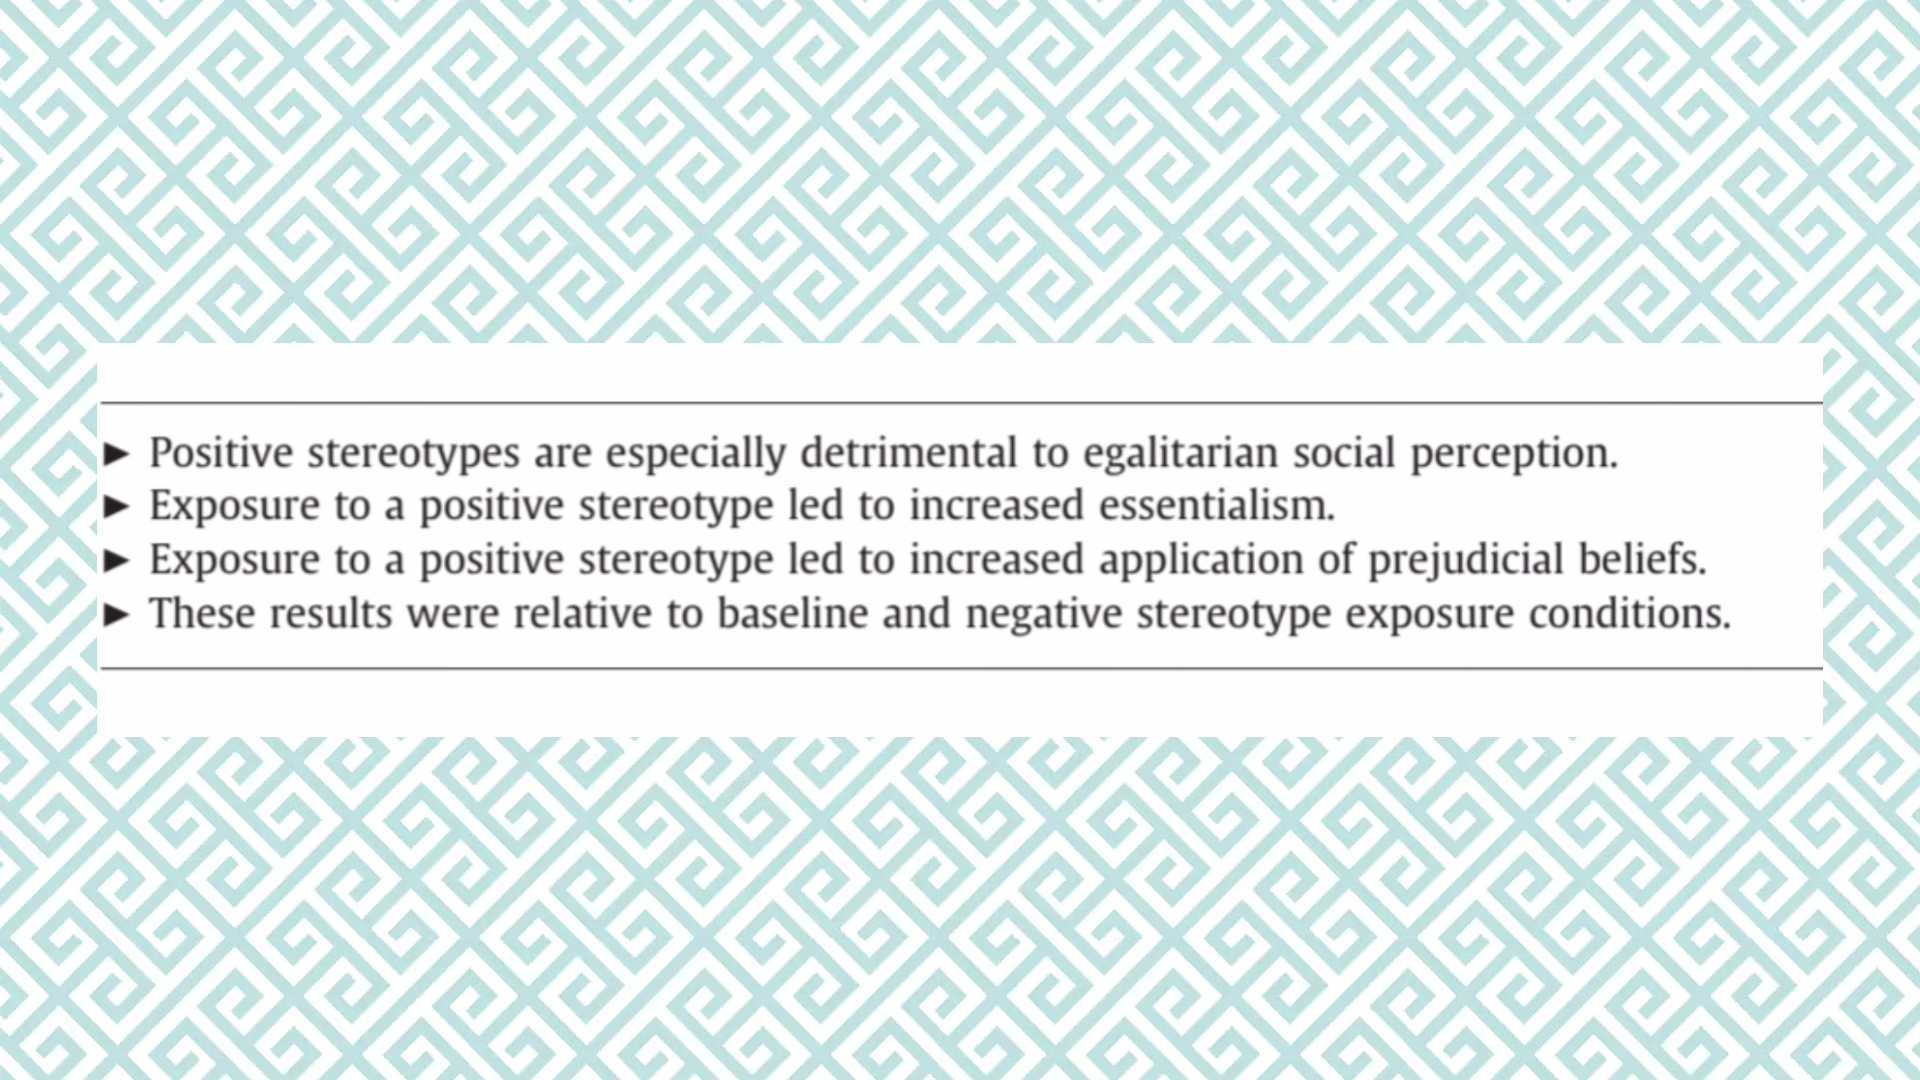 ► Positive stereotypes are especially detrimental to egalitarian social perception.
► Exposure to a positive stereotype led to increased essentialism.
► Exposure to a positive stereotype led to increased application of prejudicial beliefs.
► These results were relative to baseline and negative stereotype exposure conditions.